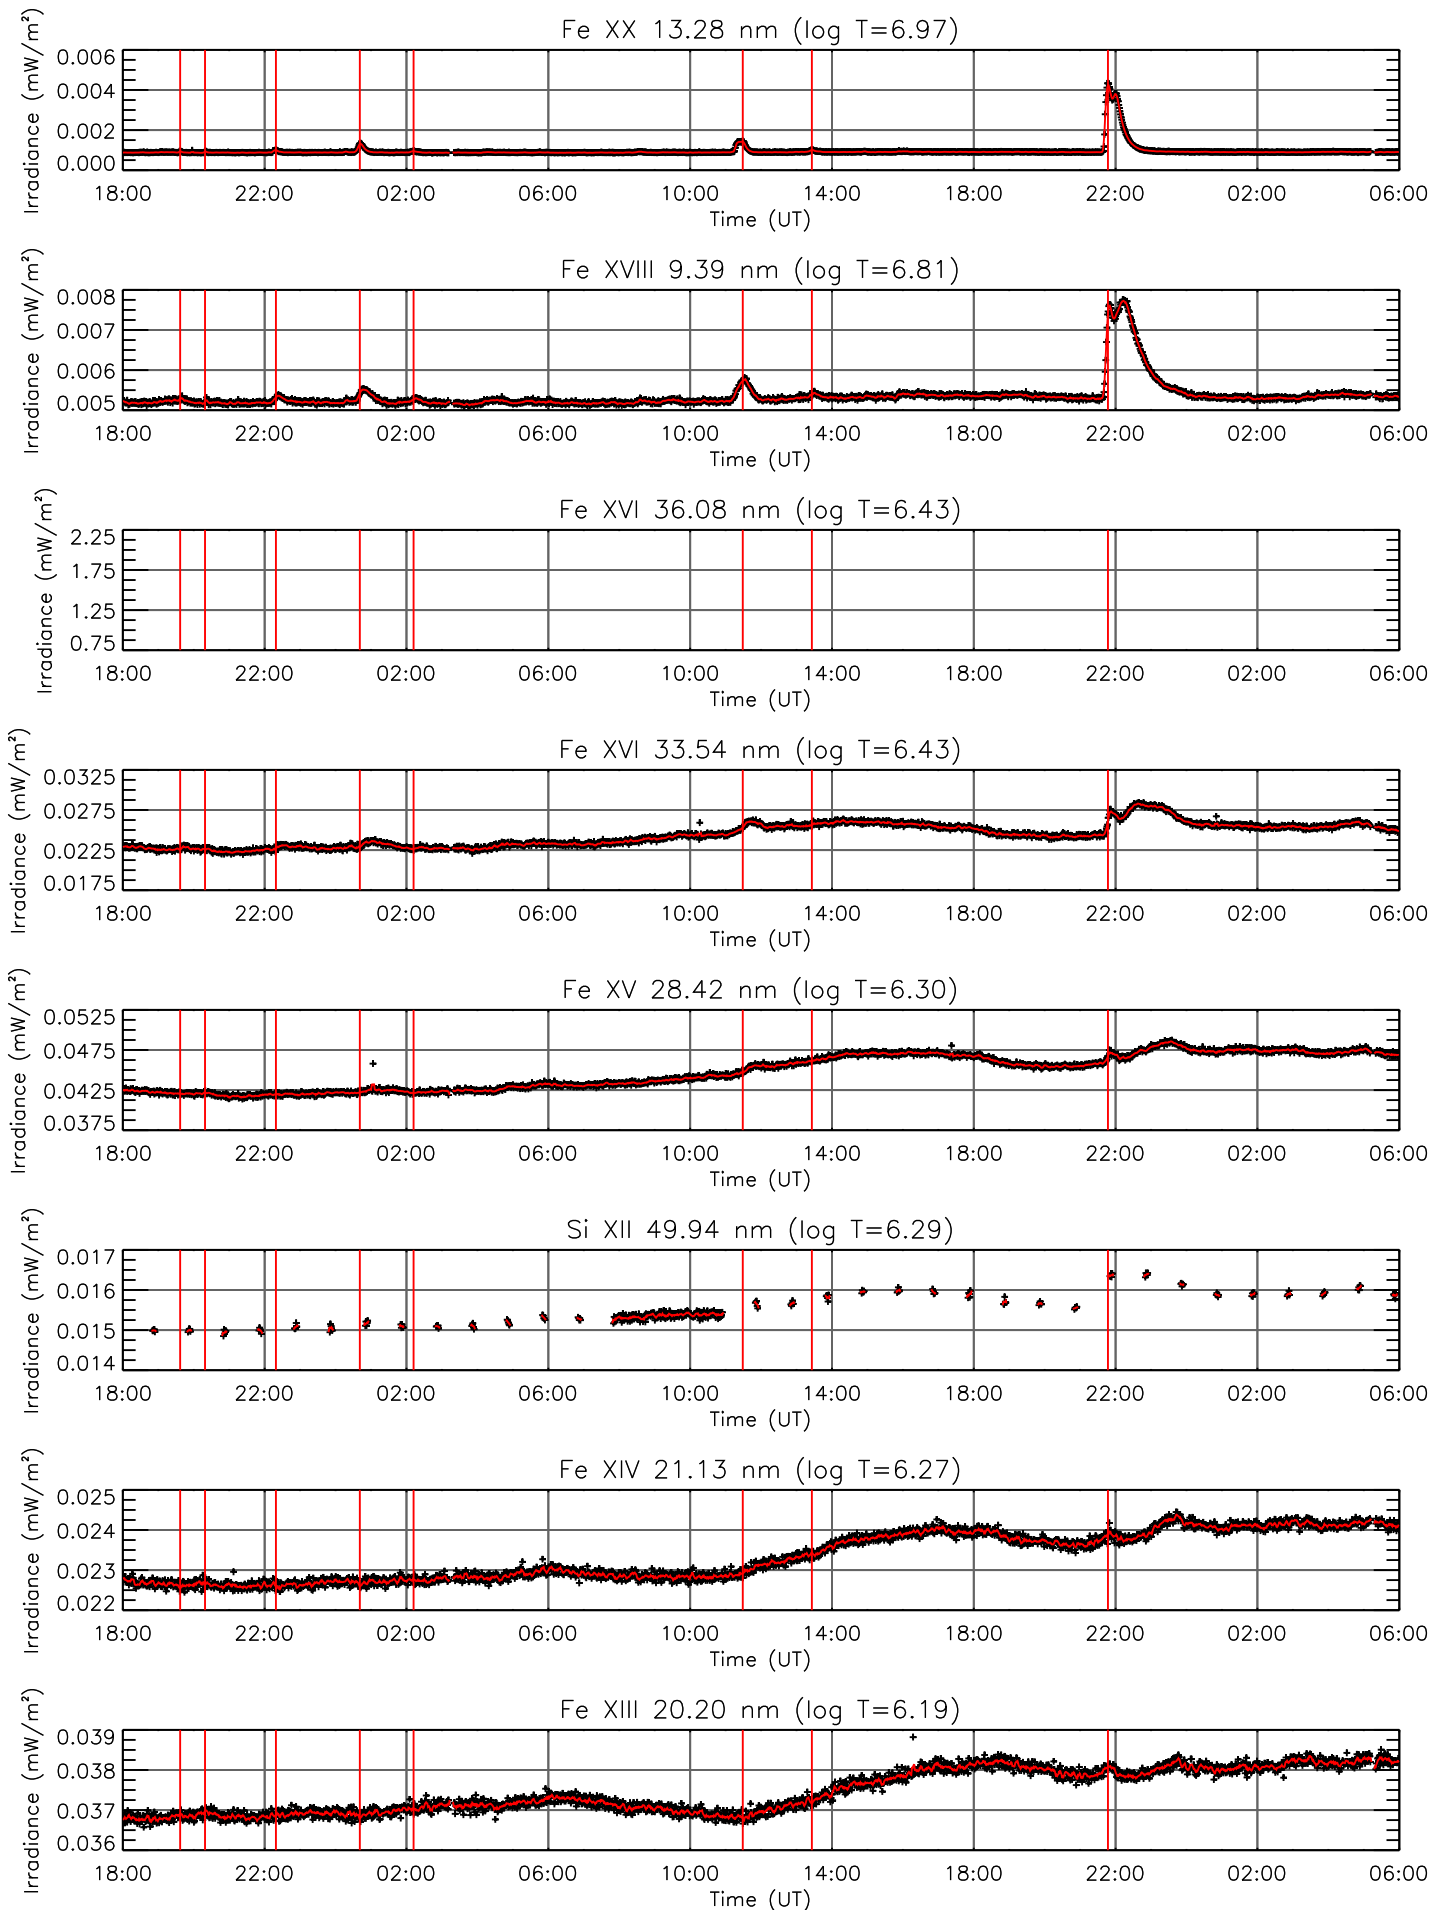 Fe XX 13.28 nm (log T=6.97)
Irradiance (mW/m²)
0.006
0.004
0.002
0.000
18:00 22:00 02:00 06:00 10:00 14:00 18:00 22:00 02:00 06:00
Time (UT)
Fe XVIII 9.39 nm (log T=6.81)
Irradiance (mW/m²)
0.008
0.007
0.006
0.005
18:00 22:00 02:00 06:00 10:00 14:00 18:00 22:00 02:00 06:00
Time (UT)
Fe XVI 36.08 nm (log T=6.43)
Irradiance (mW/m²)
2.25
1.75
1.25
0.75
18:00 22:00 02:00 06:00 10:00 14:00 18:00 22:00 02:00 06:00
Time (UT)
Fe XVI 33.54 nm (log T=6.43)
Irradiance (mW/m²)
0.0325
0.0275
0.0225
0.0175
18:00 22:00 02:00 06:00 10:00 14:00 18:00 22:00 02:00 06:00
Time (UT)
Fe XV 28.42 nm (log T=6.30)
Irradiance (mW/m²)
0.0525
0.0475
0.0425
0.0375
18:00 22:00 02:00 06:00 10:00 14:00 18:00 22:00 02:00 06:00
Time (UT)
Si XII 49.94 nm (log T=6.29)
Irradiance (mW/m²)
0.017
0.016
0.015
0.014
18:00 22:00 02:00 06:00 10:00 14:00 18:00 22:00 02:00 06:00
Time (UT)
Fe XIV 21.13 nm (log T=6.27)
Irradiance (mW/m²)
0.025
0.024
0.023
0.022
18:00 22:00 02:00 06:00 10:00 14:00 18:00 22:00 02:00 06:00
Time (UT)
Fe XIII 20.20 nm (log T=6.19)
Irradiance (mW/m²)
0.039
0.038
0.037
0.036
18:00 22:00 02:00 06:00 10:00 14:00 18:00 22:00 02:00 06:00
Time (UT)